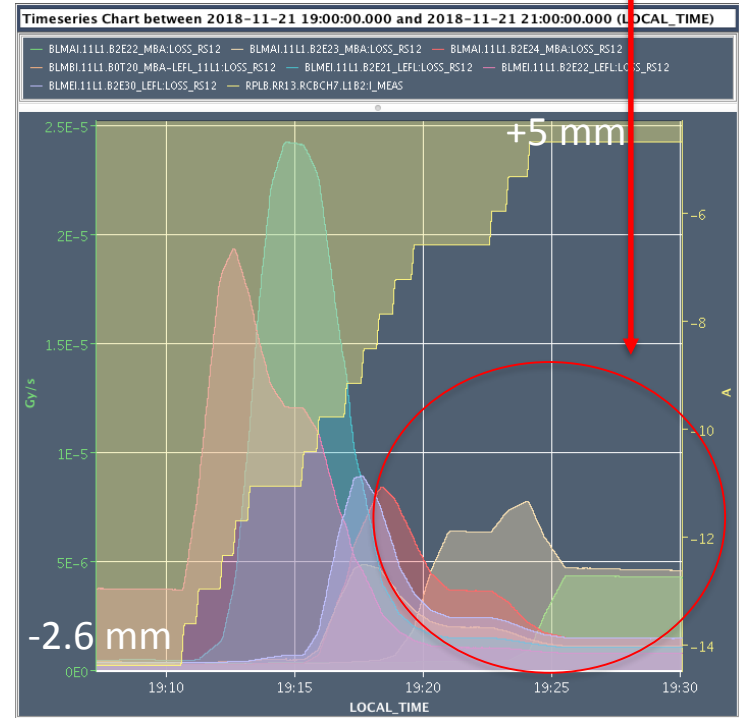 Timeseries Chart between 2018-11-21 19:00:00.000 and 2018-11-21 21:00:00.000 (LOCAL_TIME)
BLMAI.11L1.B2E22_MBA:LOSS_RS12 BLMAI.11L1.B2E23_MBA:LOSS_RS12 BLMAI.11L1.B2E24_MBA:LOSS_RS12
BLMBI.11L1.B0T20_MBA-LEFL_11L1:LOSS_RS12 BLMEI.11L1.B2E21_LEFL:LOSS_RS12 BLMEI.11L1.B2E22_LEFL:LOSS_RS12
BLMEI.11L1.B2E30_LEFL:LOSS_RS12 RPLB.RR13.RCBCH7.L1B2:I_MEAS
2.5E-5
+5 mm
2E-5
-6
1.5E-5
-8
Gy/s
A
1E-5
-10
-12
5E-6
-2.6 mm
-14
0E0
19:10 19:15 19:20 19:25 19:30
LOCAL_TIME